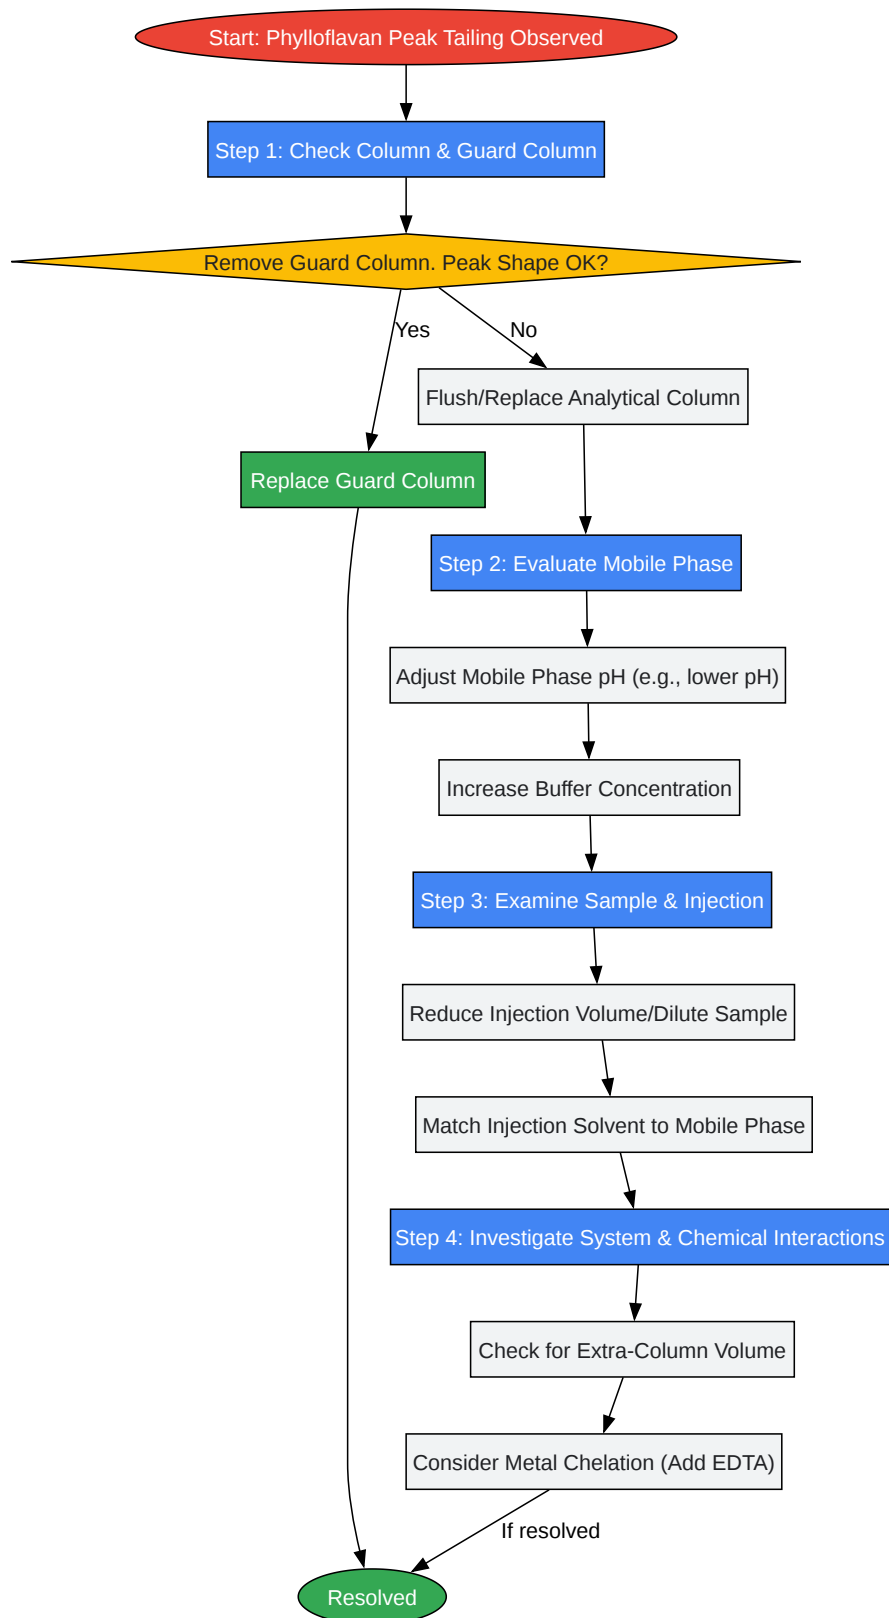 Start: Phylloflavan Peak Tailing Observed
Step 1: Check Column & Guard Column
Remove Guard Column. Peak Shape OK?
Yes
No
Flush/Replace Analytical Column
Replace Guard Column
Step 2: Evaluate Mobile Phase
Adjust Mobile Phase pH (e.g., lower pH)
Increase Buffer Concentration
Step 3: Examine Sample & Injection
Reduce Injection Volume/Dilute Sample
Match Injection Solvent to Mobile Phase
Step 4: Investigate System & Chemical Interactions
Check for Extra-Column Volume
Consider Metal Chelation (Add EDTA)
If resolved
Resolved